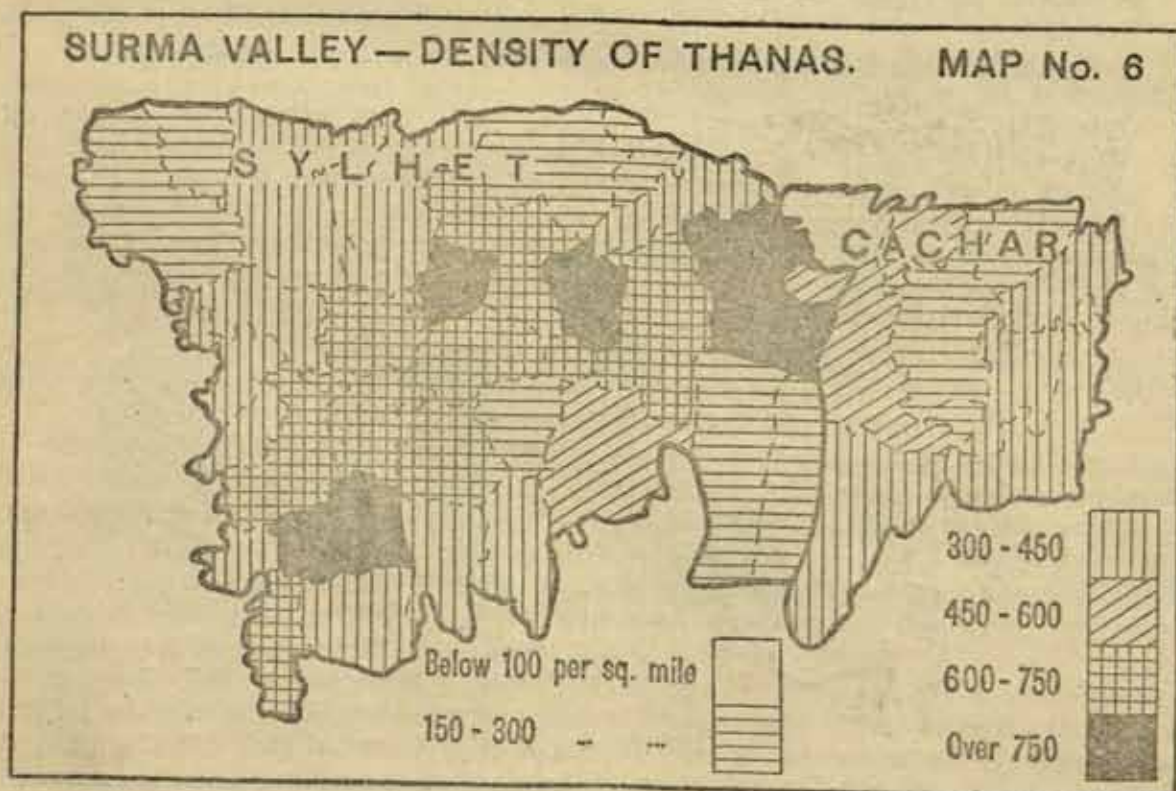 SURMA VALLEY — DENSITY OF THANAS. MAP No. 6
SYLHET
CACHAR
300 - 450
450 - 600
600 - 750
Over 750
Below 100 per sq. mile
150 - 300 " "